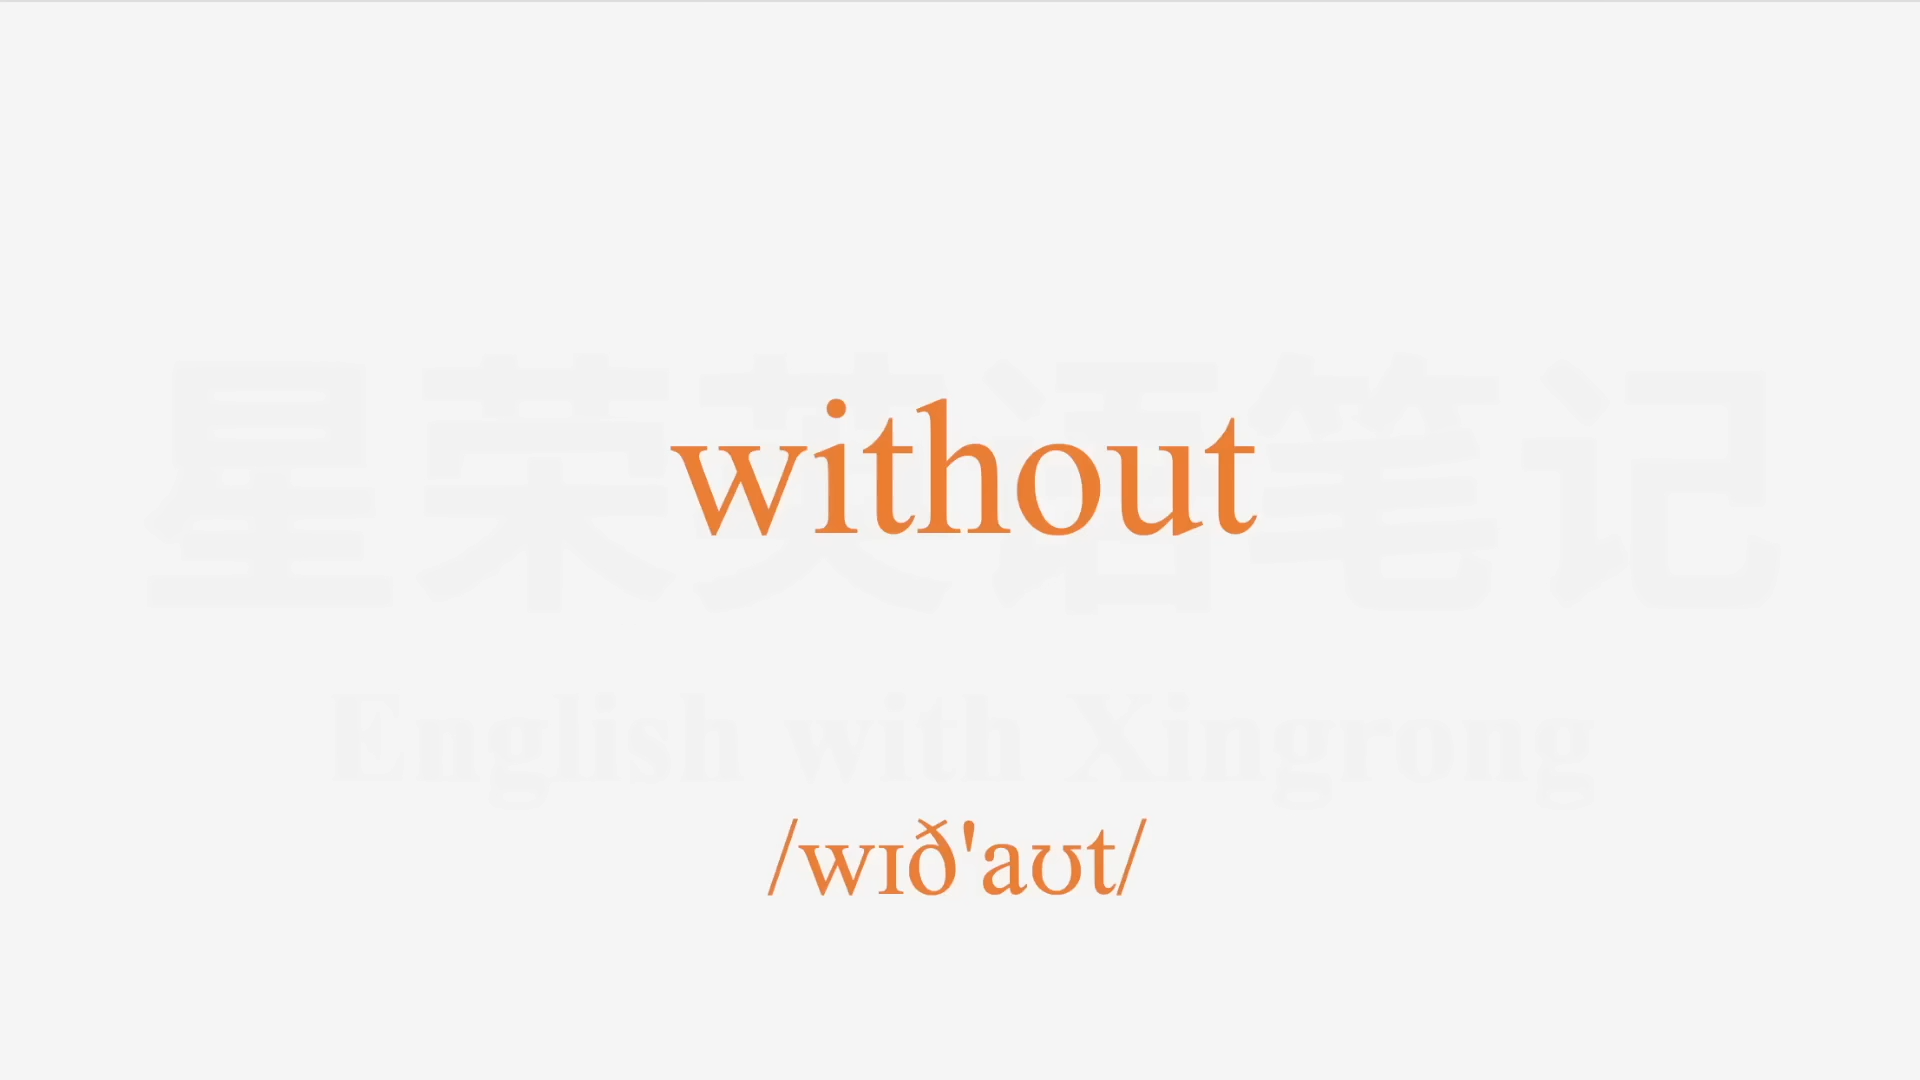 without
星荣英语笔记
English with Xingrong
/wɪð'aʊt/